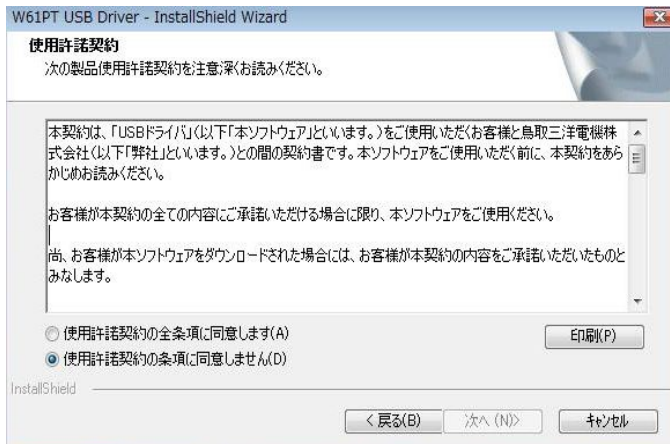 W61PT USB Driver - InstallShield Wizard
使用許諾契約
次の製品使用許諾契約を注意深くお読みください。
本契約は、「USBドライバ」(以下「本ソフトウェア」といいます。)をご使用いただくお客様と鳥取三洋電機株
式会社(以下「弊社」といいます。)との間の契約書です。本ソフトウェアをご使用いただく前に、本契約をあら
かじめお読みください。
お客様が本契約の全ての内容にご承諾いただける場合に限り、本ソフトウェアをご使用ください。
尚、お客様が本ソフトウェアをダウンロードされた場合には、お客様が本契約の内容をご承諾いただいたものと
みなします。
使用許諾契約の全条項に同意します(A)
印刷(P)
使用許諾契約の条項に同意しません(D)
InstallShield
< 戻る(B)
次へ (N)>
キャンセル